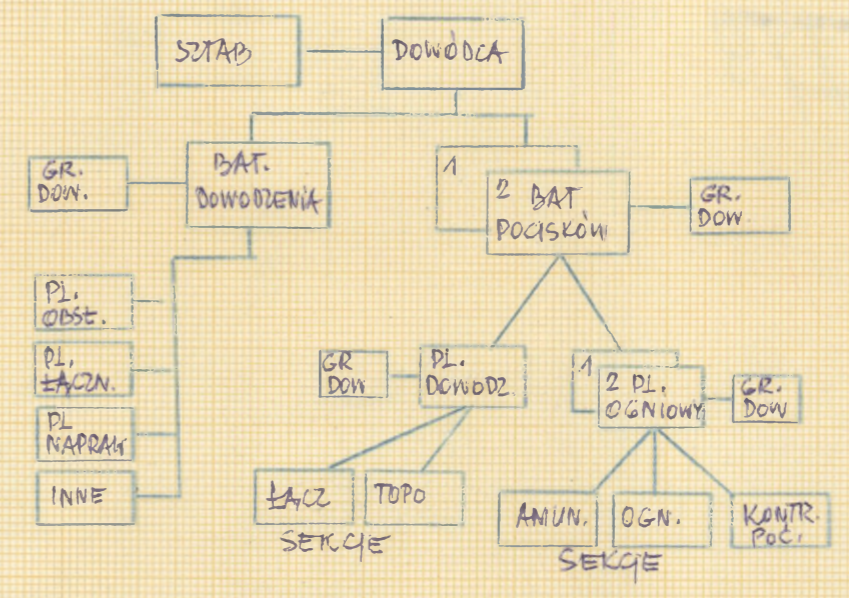 SZTAB
DOWÓDCA
GR.
DOW.
BAT.
DOWODZENIA
1
2 BAT
POCISKÓW
GR.
DOW
PL.
OBSŁ.
PL.
ŁĄCZN.
PL
NAPRAW
INNE
GR
DOW
PL.
DOWODZ.
1
2 PL.
OGNIOWY
GR.
DOW
ŁĄCZ
TOPO
SEKCJE
AMUN.
OGN.
KONTR.
POC.
SEKCJE